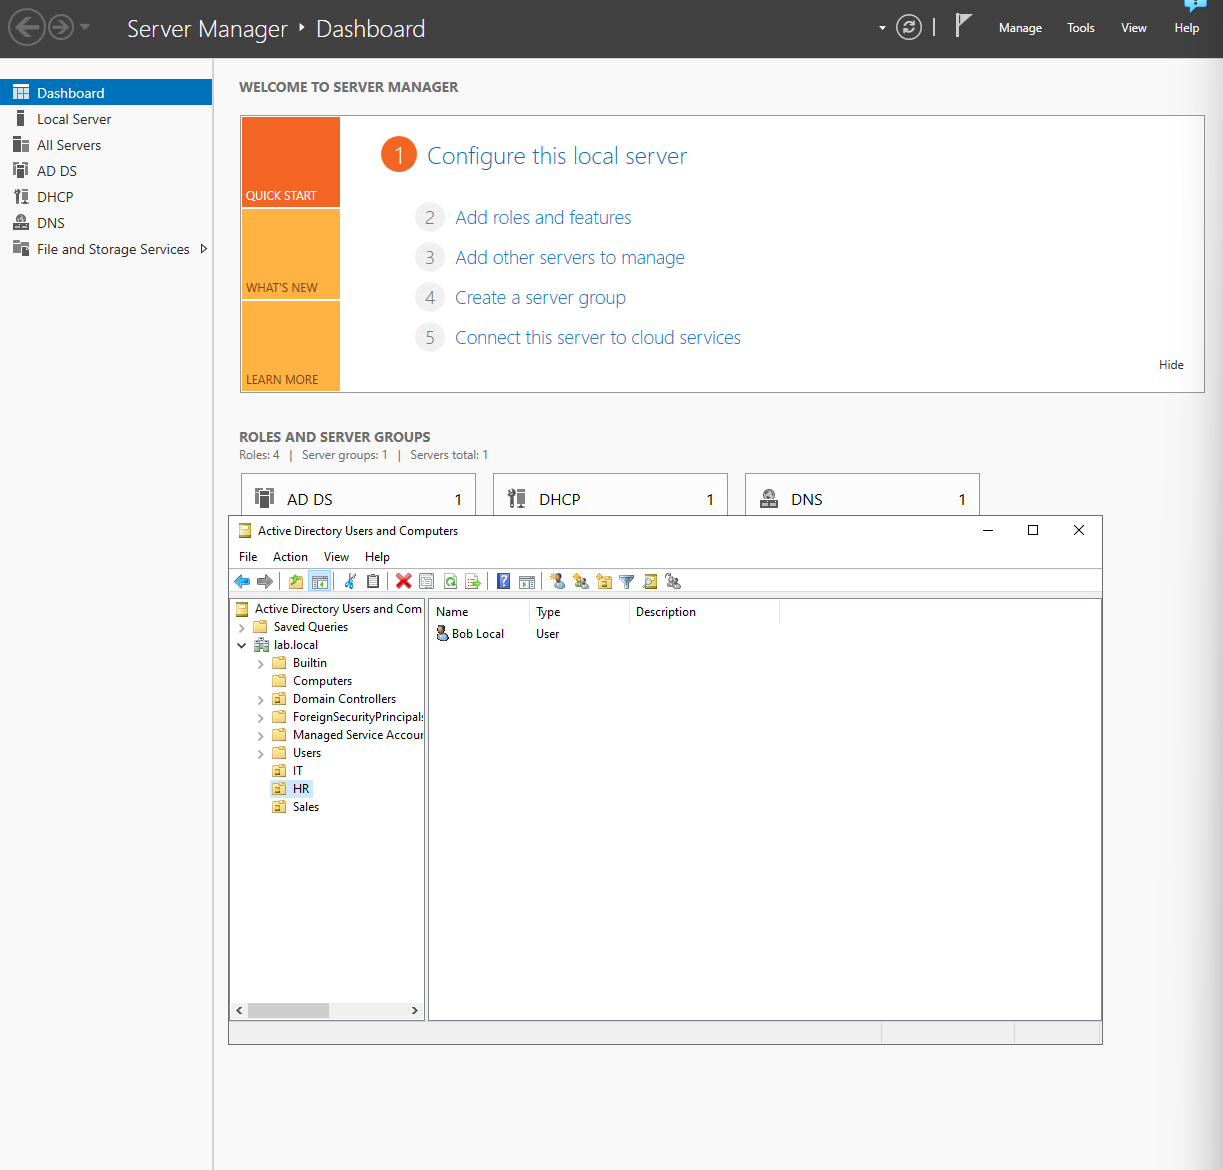 Server Manager ‣ Dashboard
Manage
Tools
View
Help
Dashboard
Local Server
All Servers
AD DS
DHCP
DNS
File and Storage Services
WELCOME TO SERVER MANAGER
QUICK START
WHAT'S NEW
LEARN MORE
1 Configure this local server
2 Add roles and features
3 Add other servers to manage
4 Create a server group
5 Connect this server to cloud services
Hide
ROLES AND SERVER GROUPS
Roles: 4 | Server groups: 1 | Servers total: 1
AD DS 1
DHCP 1
DNS 1
Active Directory Users and Computers
File Action View Help
Active Directory Users and Com
Saved Queries
lab.local
Builtin
Computers
Domain Controllers
ForeignSecurityPrincipals
Managed Service Accour
Users
IT
HR
Sales
Name Type Description
Bob Local User